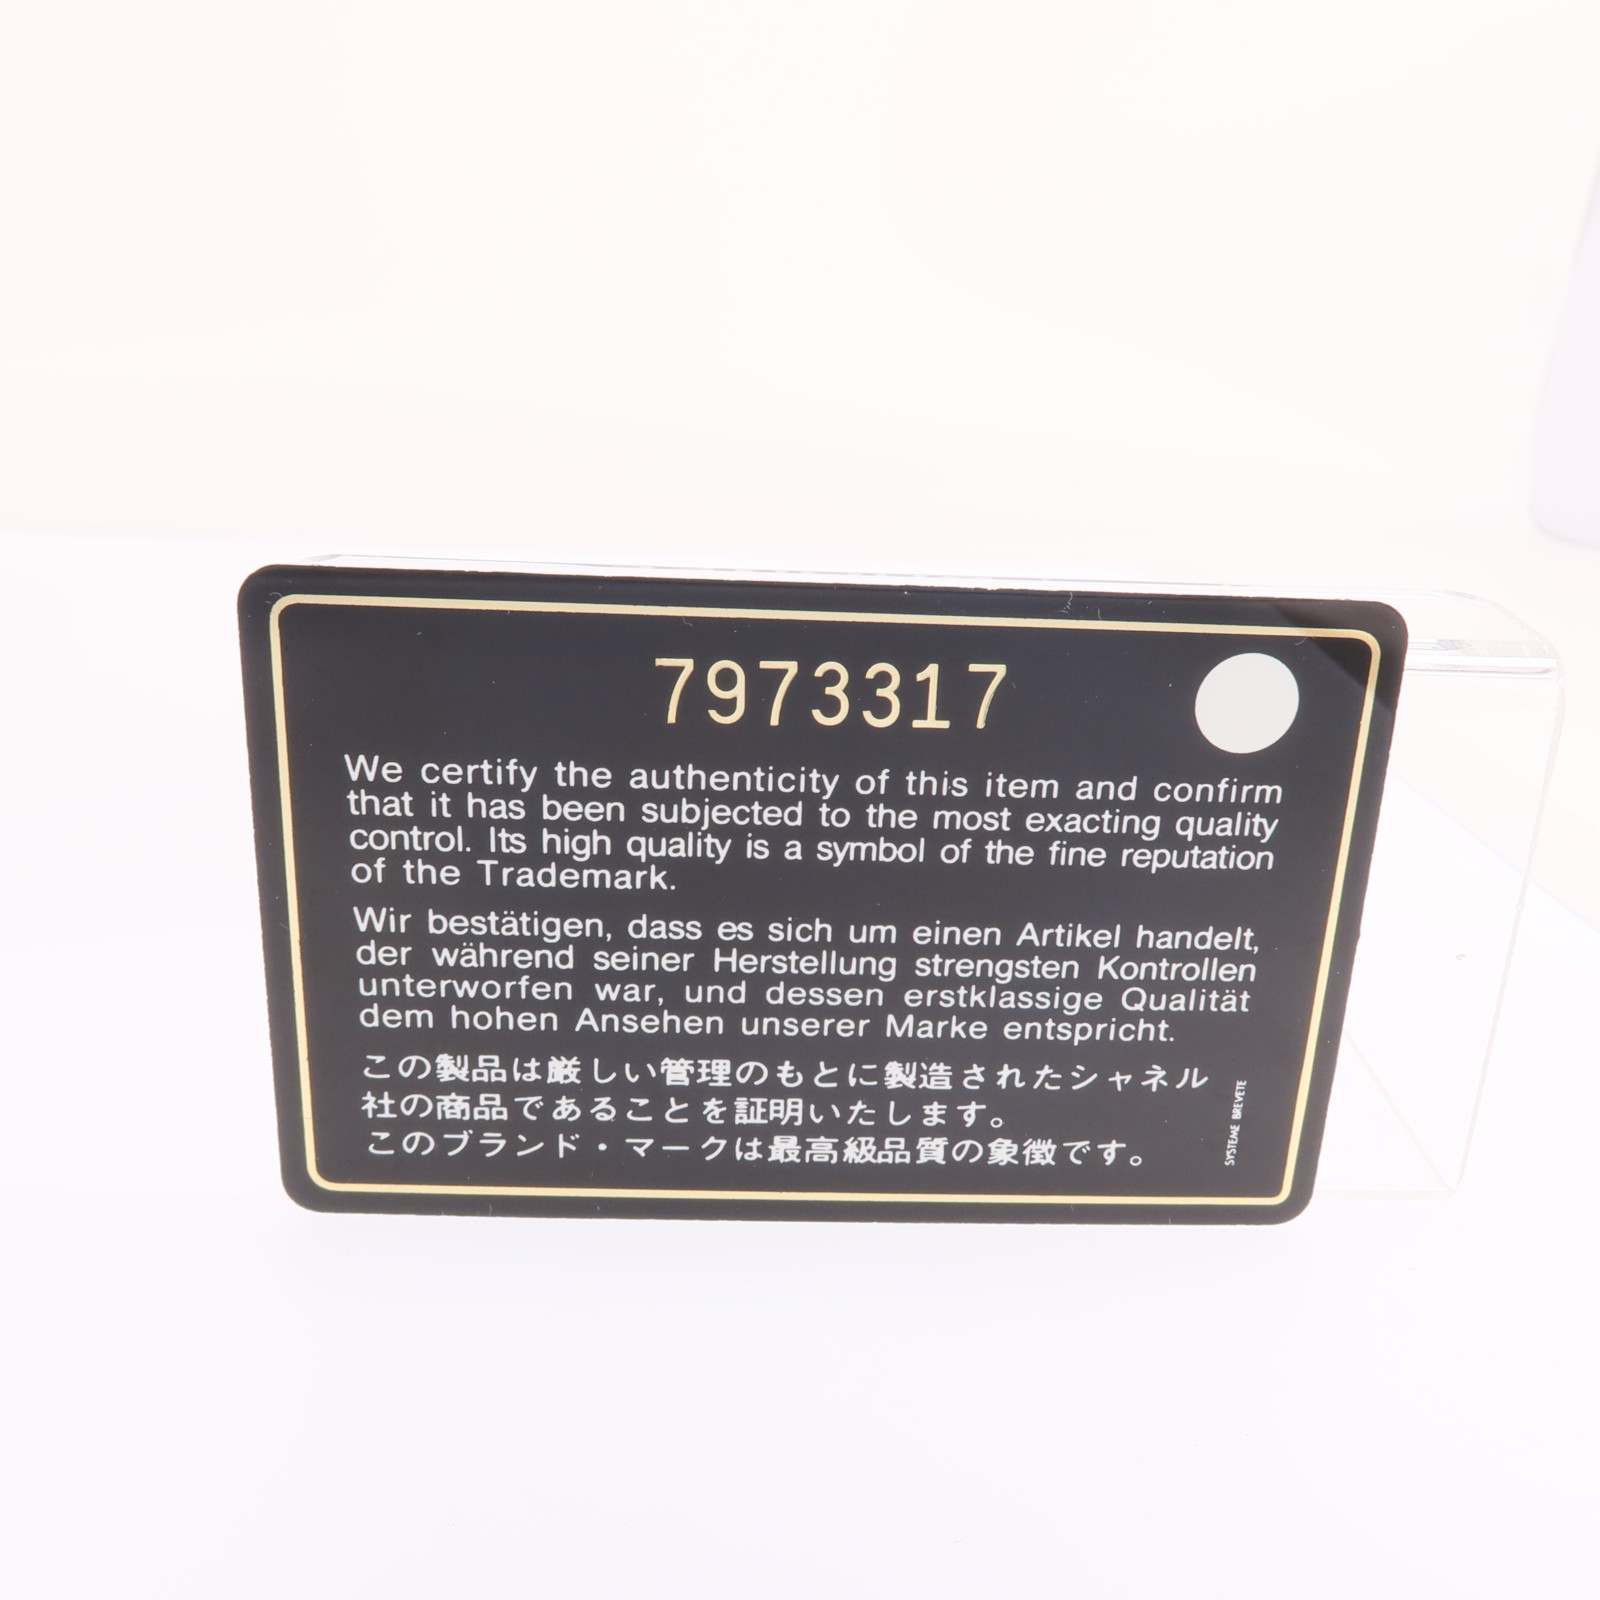 7973317
We certify the authenticity of this item and confirm
that it has been subjected to the most exacting quality
control. Its high quality is a symbol of the fine reputation
of the Trademark.
Wir bestätigen, dass es sich um einen Artikel handelt,
der während seiner Herstellung strengsten Kontrollen
unterworfen war, und dessen erstklassige Qualität
dem hohen Ansehen unserer Marke entspricht.
この製品は厳しい管理のもとに製造されたシャネル
社の商品であることを証明いたします。
このブランド・マークは最高級品質の象徴です。
SYSTEME BREVETE